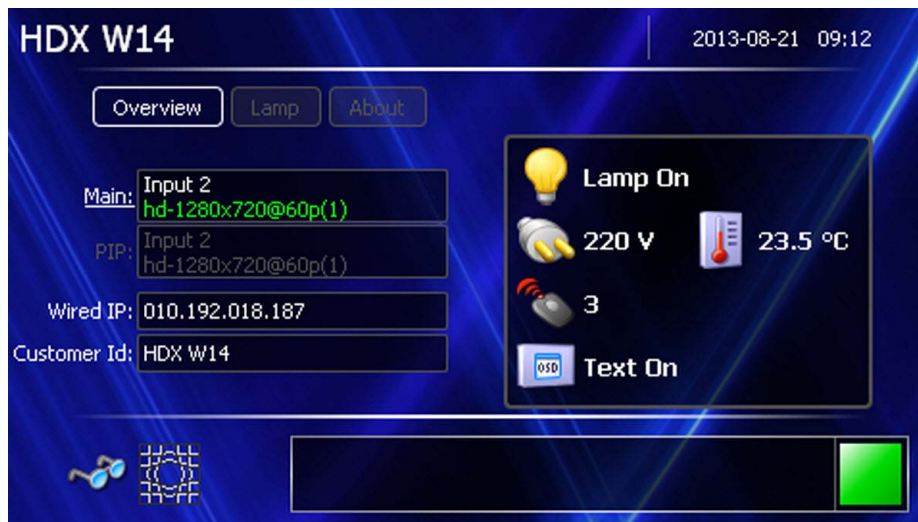 HDX W14
2013-08-21 09:12
Overview Lamp About
Main: Input 2
hd-1280x720@60p(1)
PIP: Input 2
hd-1280x720@60p(1)
Wired IP: 010.192.018.187
Customer Id: HDX W14
Lamp On
220 V 23.5 ºC
3
OSD Text On